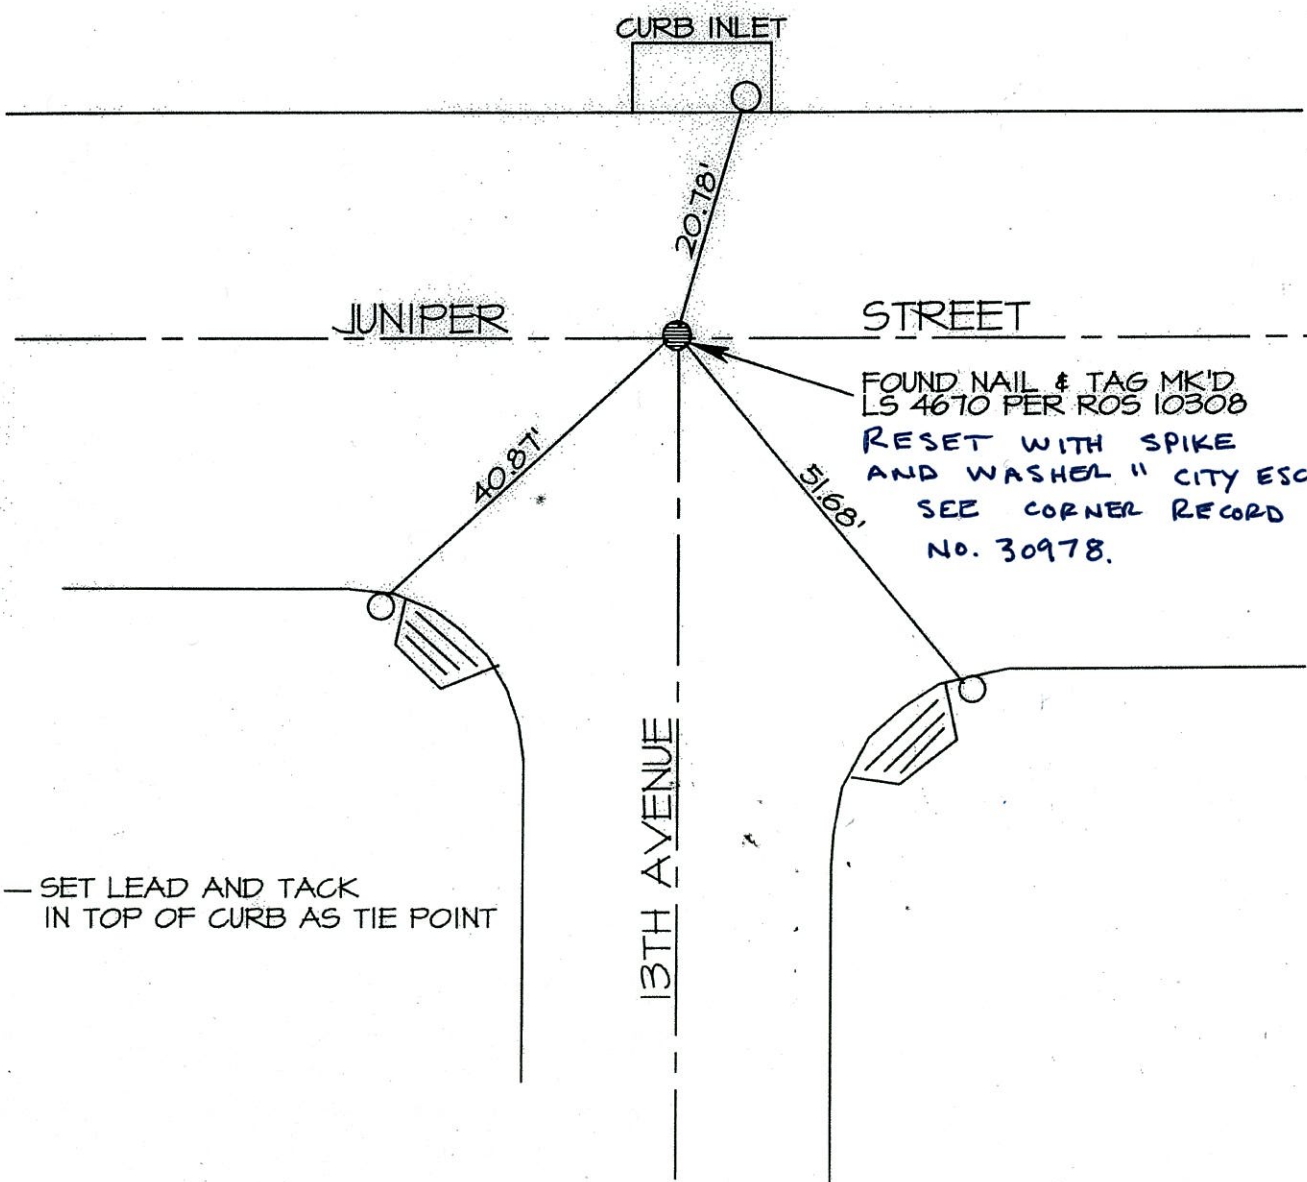 CURB INLET
20.78'
JUNIPER STREET
FOUND NAIL & TAG MK'D
LS 4670 PER ROS 10308
RESET WITH SPIKE
AND WASHER " CITY ESC
SEE CORNER RECORD
NO. 30978.
40.87'
51.68'
13TH AVENUE
— SET LEAD AND TACK
IN TOP OF CURB AS TIE POINT